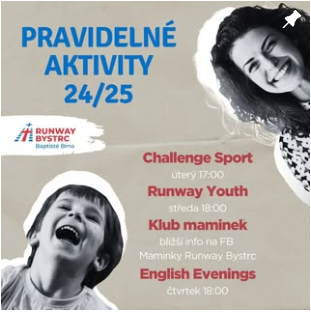 PRAVIDELNÉ
AKTIVITY
24/25
RUNWAY
BYSTRC
Baptisté Brno
Challenge Sport
úterý 17:00
Runway Youth
středa 18:00
Klub maminek
bližší info na FB
Maminky Runway Bystrc
English Evenings
čtvrtek 18:00